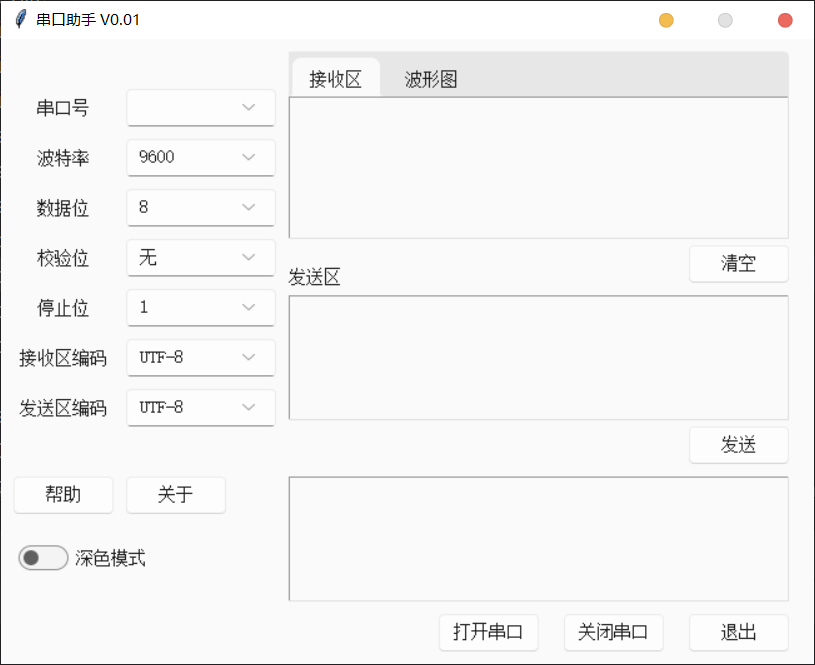 串口助手 V0.01
接收区 波形图
串口号
波特率 9600
数据位 8
校验位 无
停止位 1
接收区编码 UTF-8
发送区编码 UTF-8
清空
发送区
发送
帮助 关于
深色模式
打开串口 关闭串口 退出